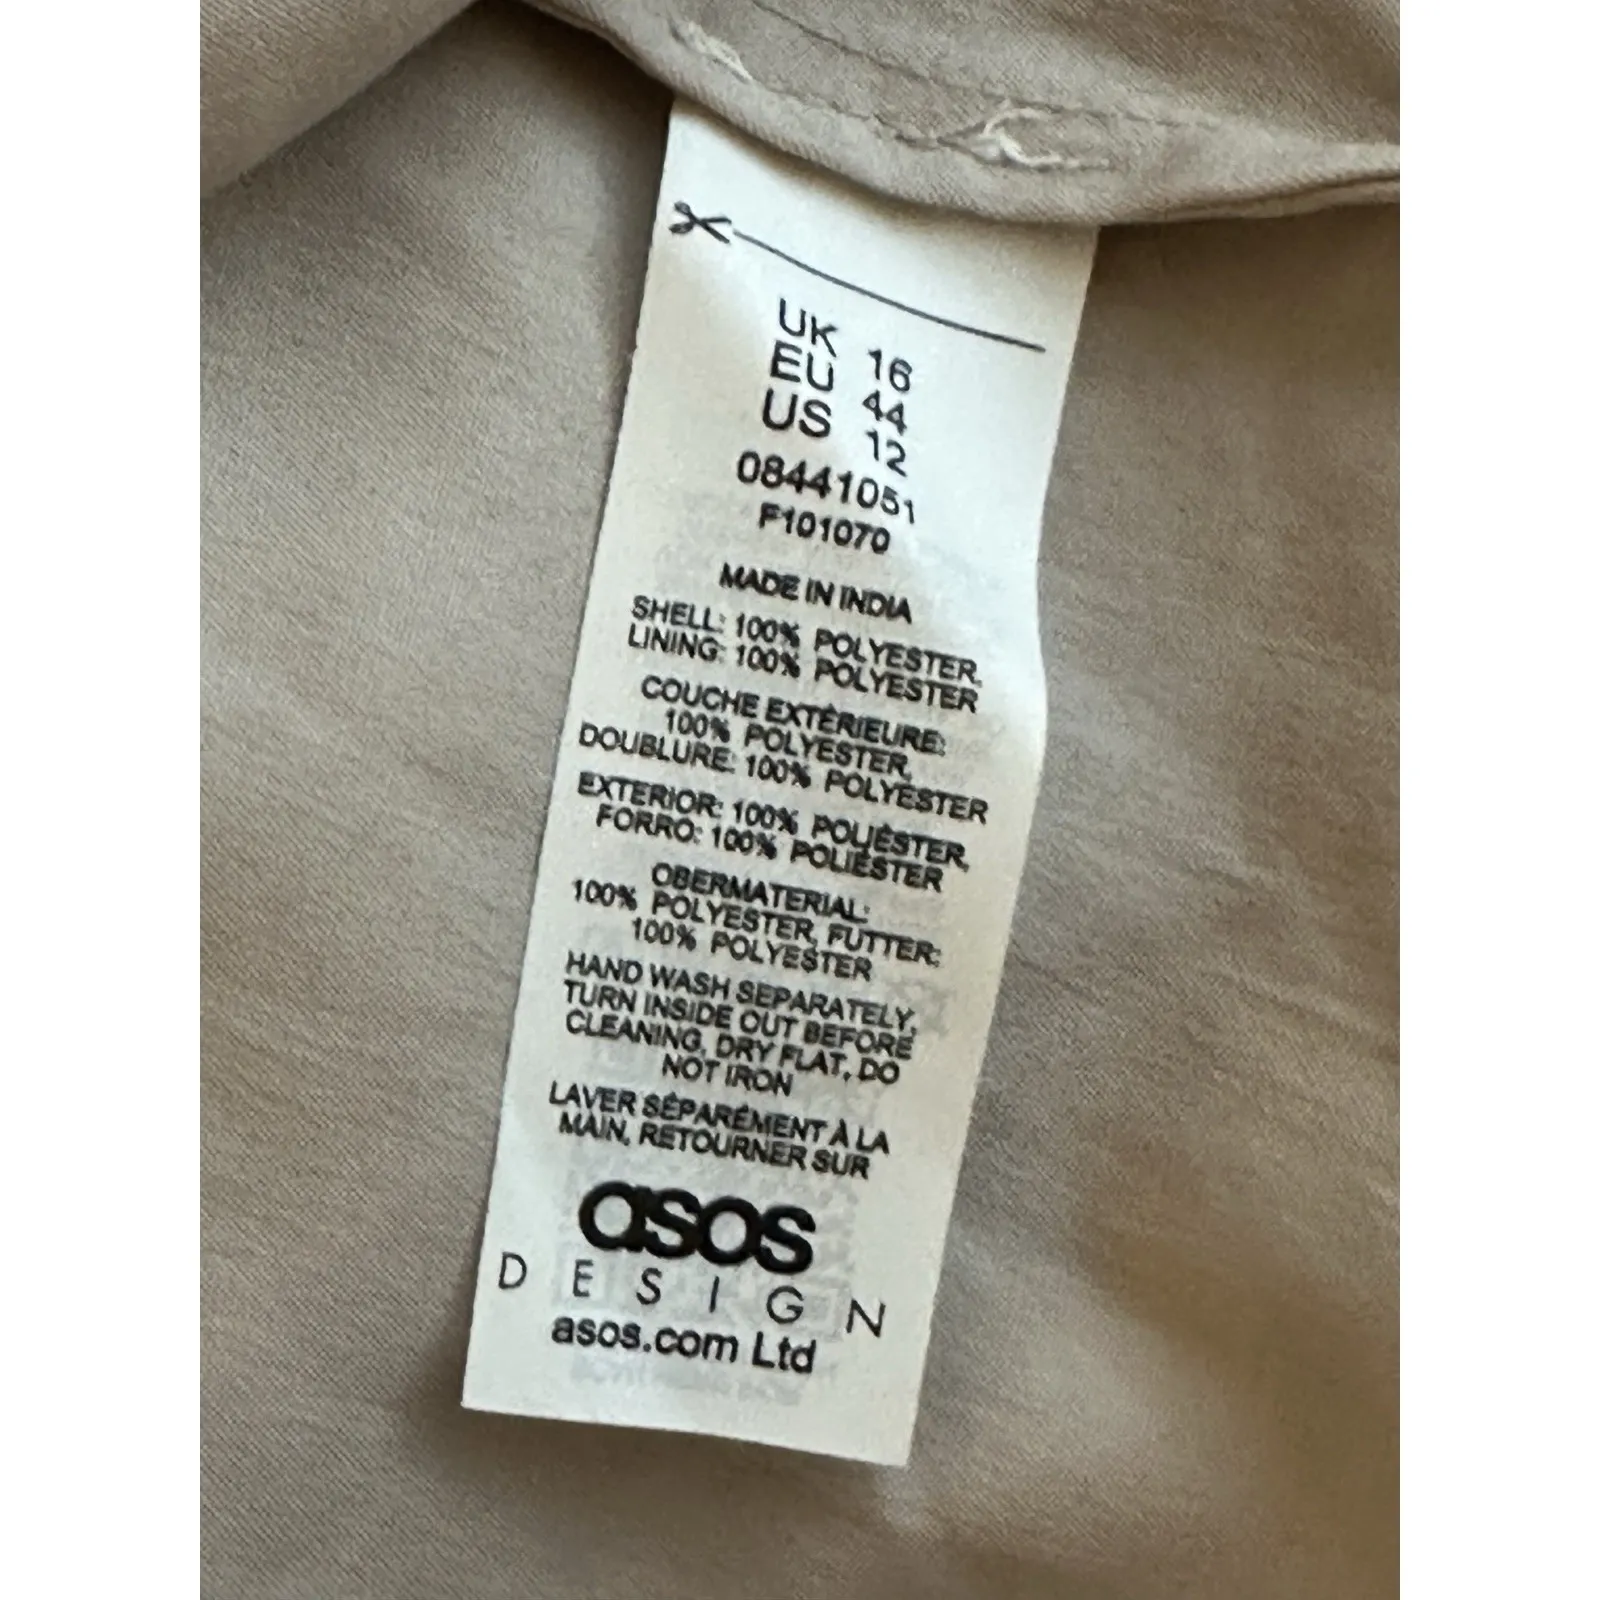 UK 16
EU 44
US 12
08441051
F101070
MADE IN INDIA
SHELL: 100% POLYESTER,
LINING: 100% POLYESTER
COUCHE EXTÉRIEURE:
100% POLYESTER,
DOUBLURE: 100% POLYESTER
EXTERIOR: 100% POLIÉSTER,
FORRO: 100% POLIÉSTER
OBERMATERIAL:
100% POLYESTER, FUTTER:
100% POLYESTER
HAND WASH SEPARATELY,
TURN INSIDE OUT BEFORE
CLEANING, DRY FLAT, DO
NOT IRON
LAVER SÉPARÉMENT À LA
MAIN, RETOURNER SUR
asos
DESIGN
asos.com Ltd